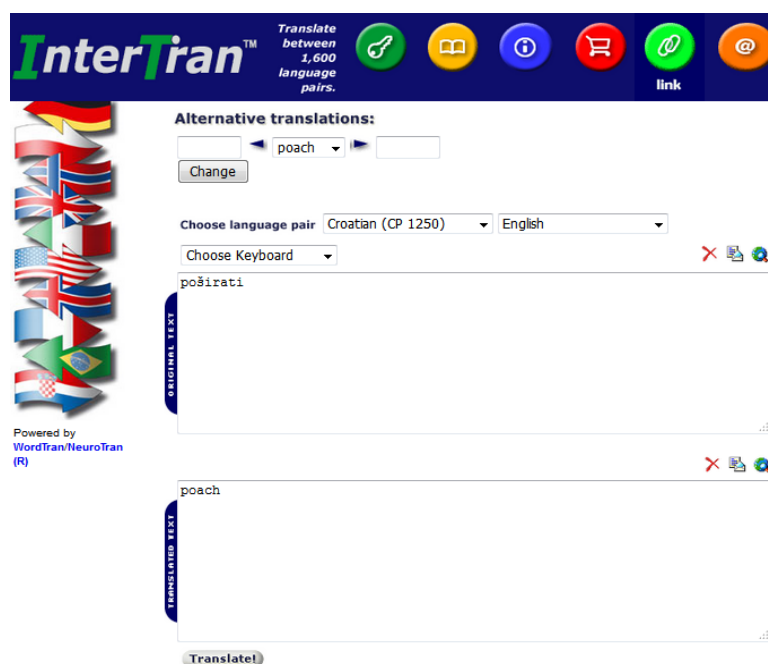 InterTran™
Translate
between
1,600
language
pairs.
link
@
Alternative translations:
poach
Change
Choose language pair Croatian (CP 1250) English
Choose Keyboard
ORIGINAL TEXT
poširati
Powered by
WordTran/NeuroTran
(R)
TRANSLATED TEXT
poach
Translate!